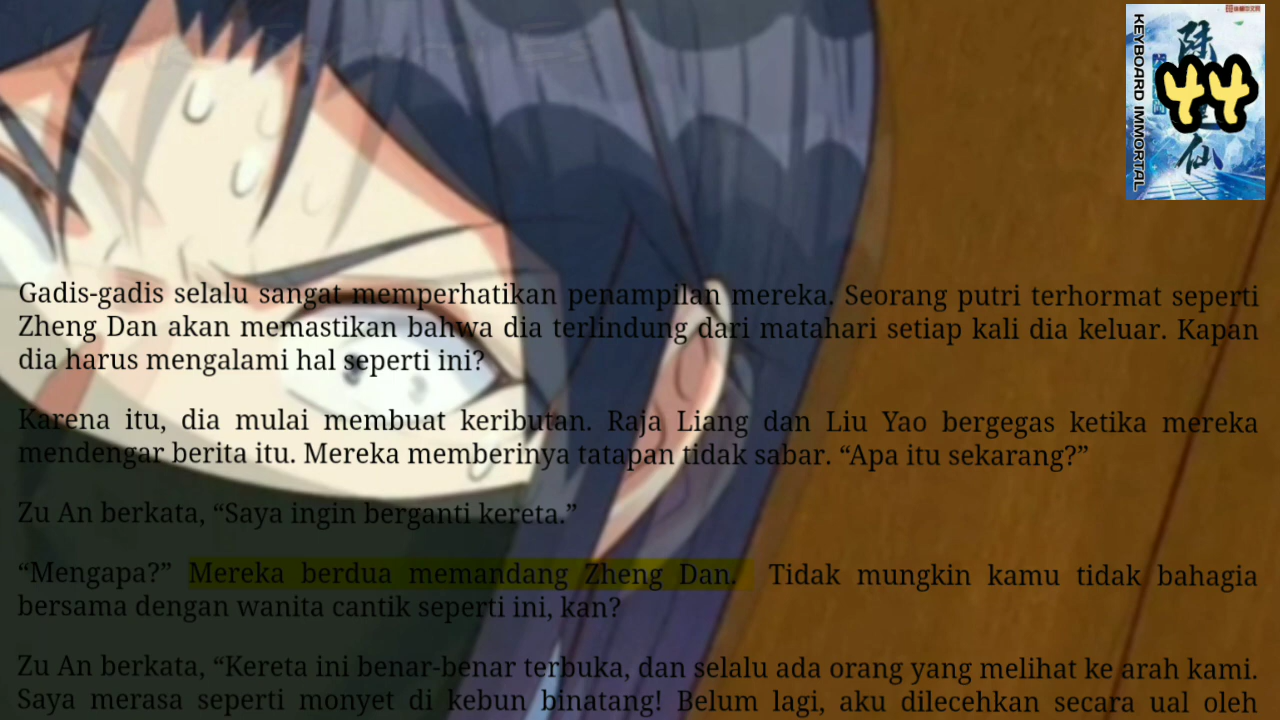 KEYBOARD IMMORTAL
44
仙
Gadis-gadis selalu sangat memperhatikan penampilan mereka. Seorang putri terhormat seperti
Zheng Dan akan memastikan bahwa dia terlindung dari matahari setiap kali dia keluar. Kapan
dia harus mengalami hal seperti ini?
Karena itu, dia mulai membuat keributan. Raja Liang dan Liu Yao bergegas ketika mereka
mendengar berita itu. Mereka memberinya tatapan tidak sabar. “Apa itu sekarang?”
Zu An berkata, “Saya ingin berganti kereta.”
“Mengapa?” Mereka berdua memandang Zheng Dan. Tidak mungkin kamu tidak bahagia
bersama dengan wanita cantik seperti ini, kan?
Zu An berkata, “Kereta ini benar-benar terbuka, dan selalu ada orang yang melihat ke arah kami.
Saya merasa seperti monyet di kebun binatang! Belum lagi, aku dilecehkan secara ual oleh